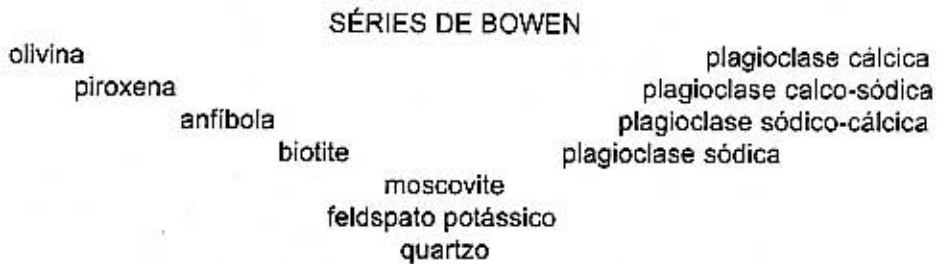 SÉRIES DE BOWEN
olivina plagioclase cálcica
piroxena plagioclase calco-sódica
anfíbola plagioclase sódico-cálcica
biotite plagioclase sódica
moscovite
feldspato potássico
quartzo